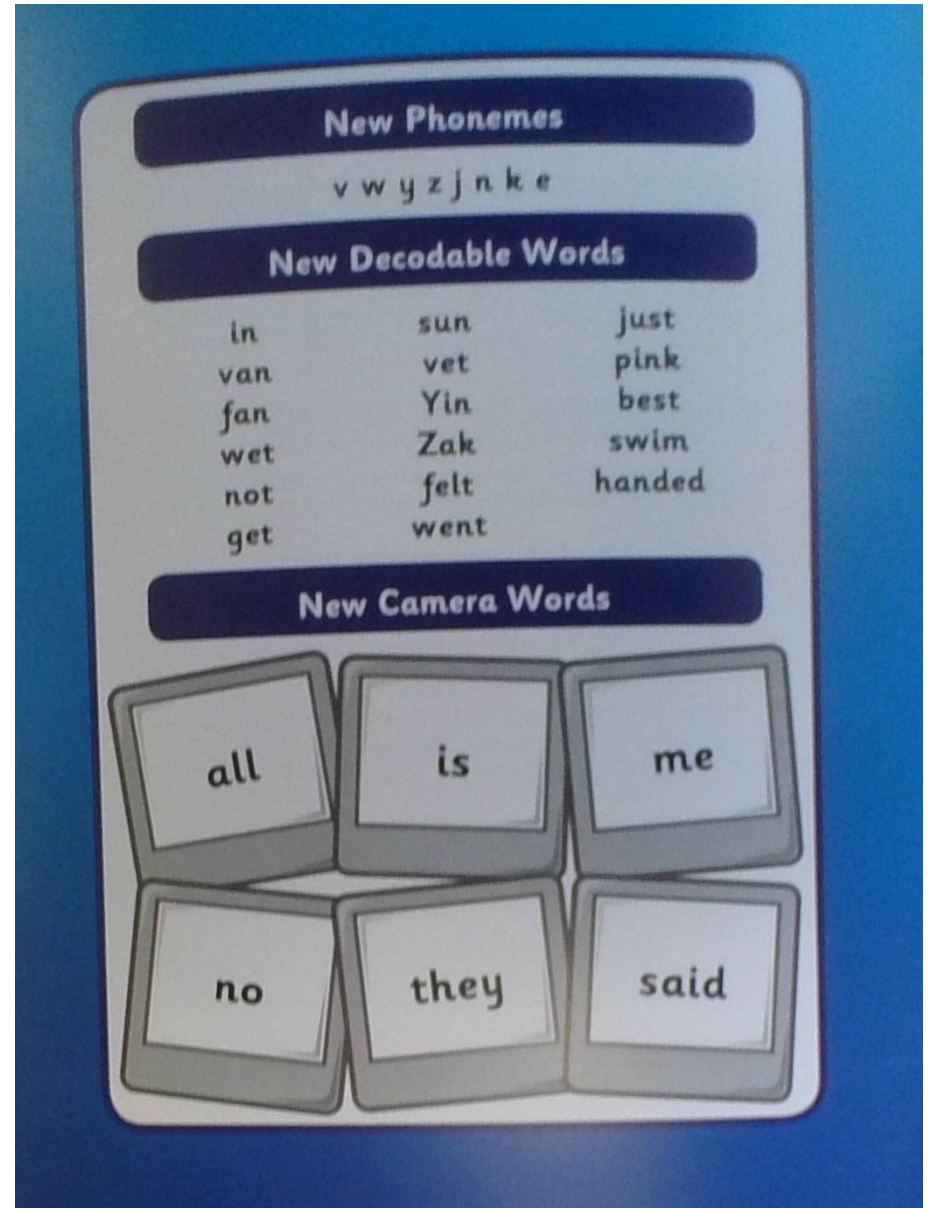 New Phonemes
v w y z j n k e
New Decodable Words
in sun just
van vet pink
fan Yin best
wet Zak swim
not felt handed
get went
New Camera Words
all is me
no they said